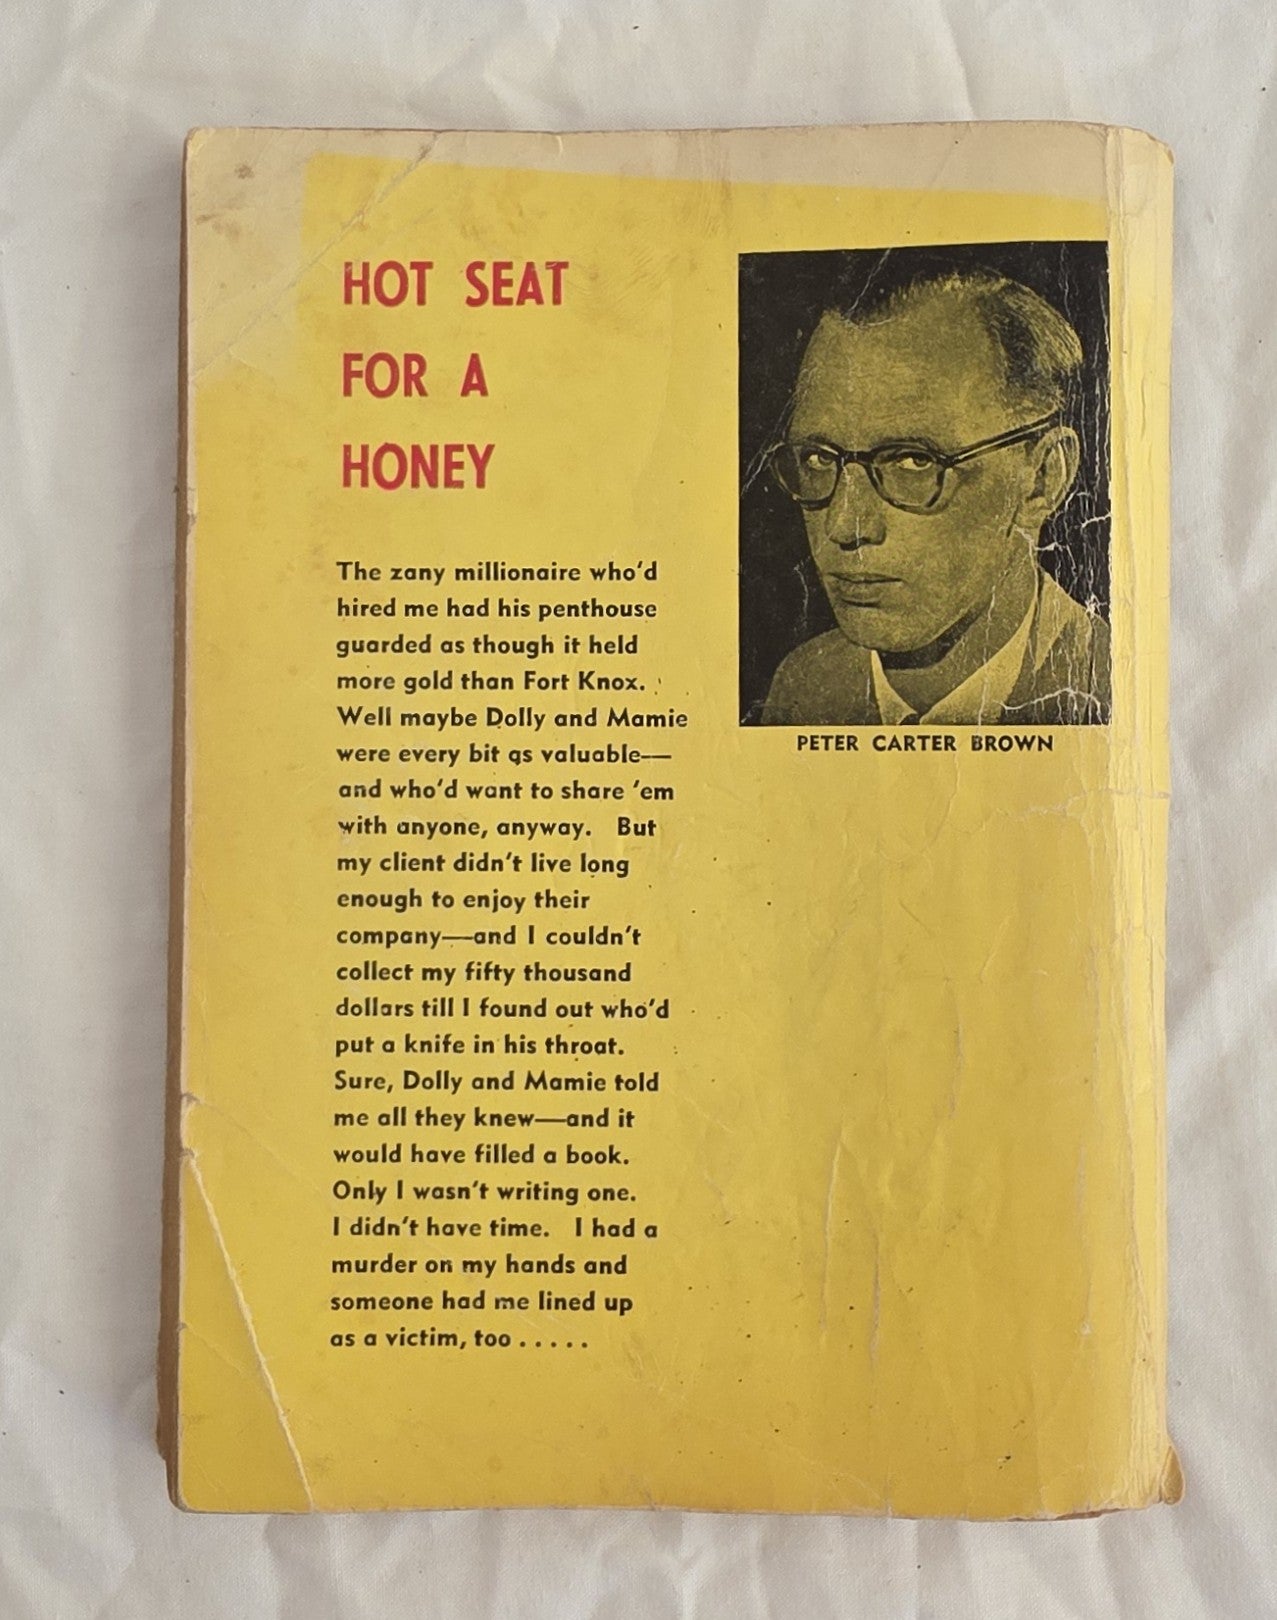 HOT SEAT
FOR A
HONEY
The zany millionaire who'd
hired me had his penthouse
guarded as though it held
more gold than Fort Knox.
Well maybe Dolly and Mamie
were every bit as valuable—
and who'd want to share 'em
with anyone, anyway. But
my client didn't live long
enough to enjoy their
company—and I couldn't
collect my fifty thousand
dollars till I found out who'd
put a knife in his throat.
Sure, Dolly and Mamie told
me all they knew—and it
would have filled a book.
Only I wasn't writing one.
I didn't have time. I had a
murder on my hands and
someone had me lined up
as a victim, too . . . . .
PETER CARTER BROWN